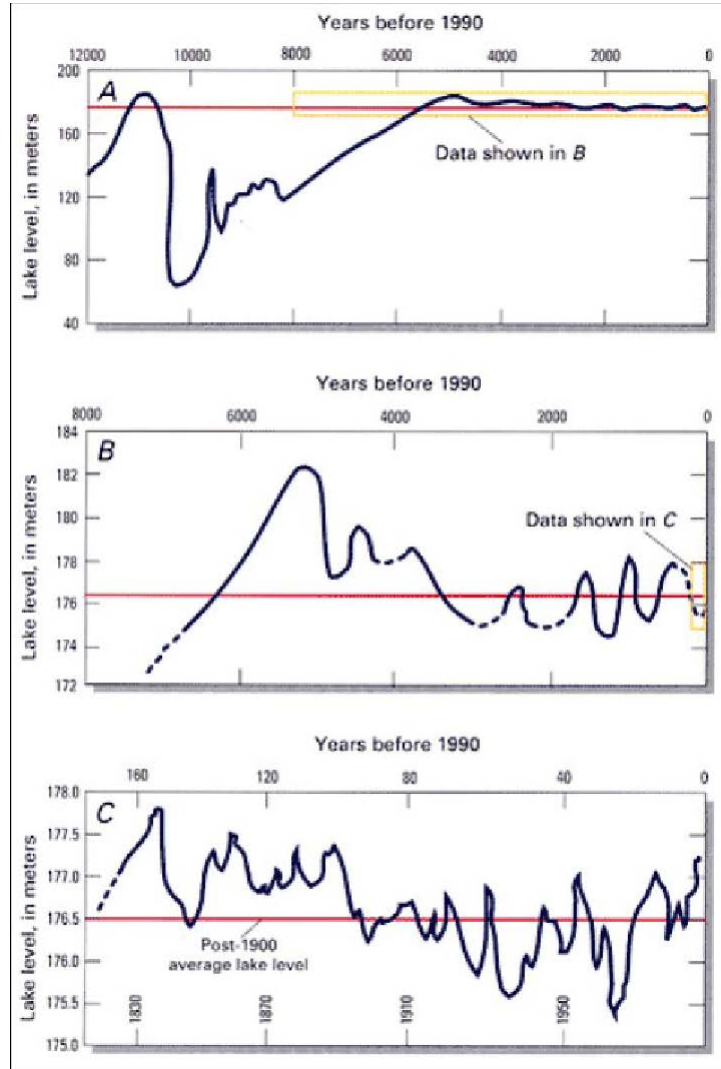 Years before 1990
12000 10000 8000 6000 4000 2000 0
A
200
160
120
80
40
Lake level, in meters
Data shown in B
Years before 1990
8000 6000 4000 2000 0
B
184
182
180
178
176
174
172
Lake level, in meters
Data shown in C
Years before 1990
160 120 80 40 0
C
178.0
177.5
177.0
176.5
176.0
175.5
175.0
Lake level, in meters
Post-1900
average lake level
1830 1870 1910 1950